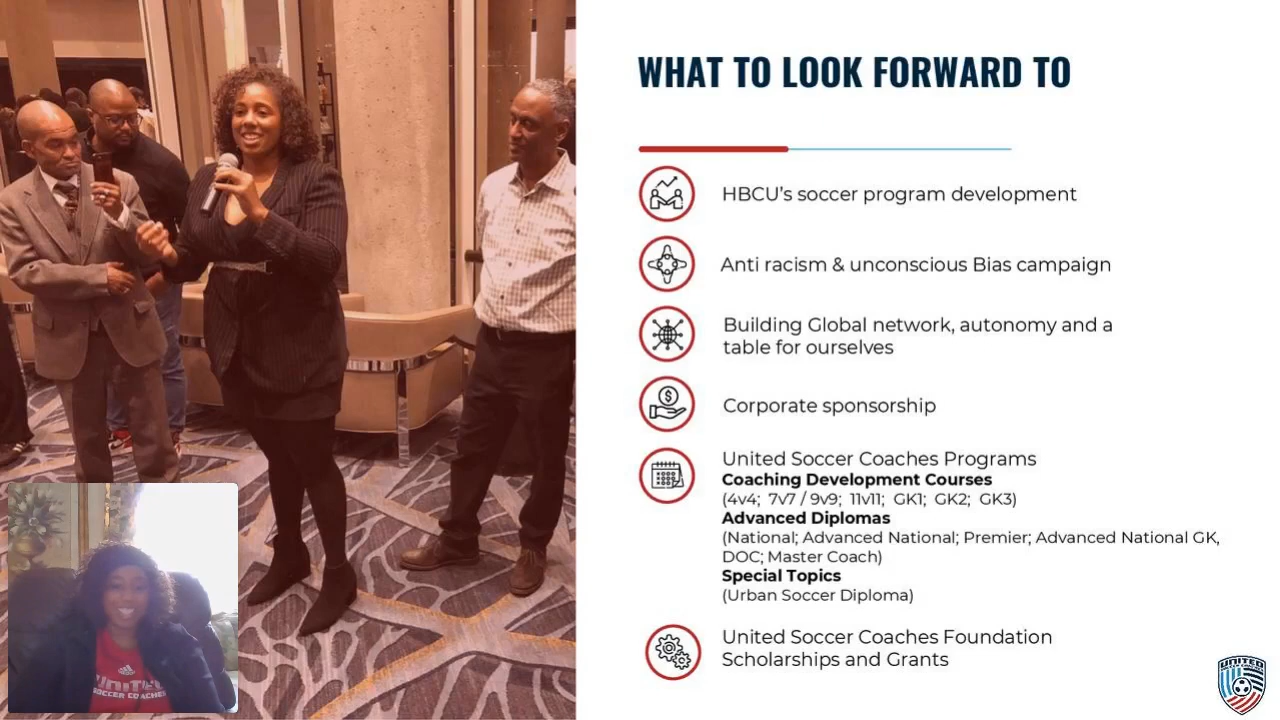 WHAT TO LOOK FORWARD TO
HBCU's soccer program development
Anti racism & unconscious Bias campaign
Building Global network, autonomy and a
table for ourselves
Corporate sponsorship
United Soccer Coaches Programs
Coaching Development Courses
(4v4; 7v7 / 9v9; 11v11; GK1; GK2; GK3)
Advanced Diplomas
(National; Advanced National; Premier; Advanced National GK,
DOC; Master Coach)
Special Topics
(Urban Soccer Diploma)
United Soccer Coaches Foundation
Scholarships and Grants
UNITED
SOCCER COACHES
UNITED